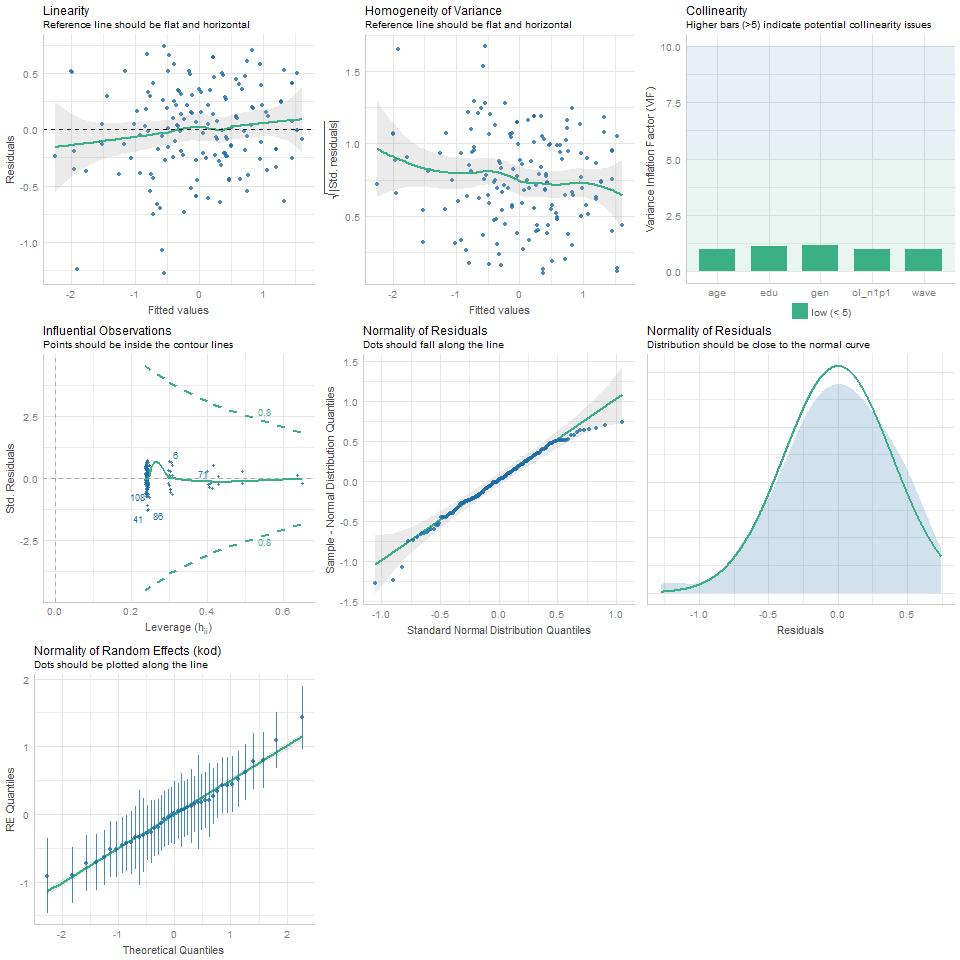 Linearity
Reference line should be flat and horizontal
Residuals
0.5
0.0
-0.5
-1.0
-2
-1
0
1
Fitted values
Homogeneity of Variance
Reference line should be flat and horizontal
√|Std. residuals|
1.5
1.0
0.5
-2
-1
0
1
Fitted values
Collinearity
Higher bars (>5) indicate potential collinearity issues
Variance Inflation Factor (VIF)
10.0
7.5
5.0
2.5
0.0
age
edu
gen
ol_n1p1
wave
low (< 5)
Influential Observations
Points should be inside the contour lines
Std. Residuals
2.5
0.0
-2.5
0.8
6
71
108
41
86
0.8
0.0
0.2
0.4
0.6
Leverage (hii)
Normality of Residuals
Dots should fall along the line
Sample - Normal Distribution Quantiles
1.5
1.0
0.5
0.0
-0.5
-1.0
-1.5
-1.0
-0.5
0.0
0.5
1.0
Standard Normal Distribution Quantiles
Normality of Residuals
Distribution should be close to the normal curve
-1.0
-0.5
0.0
0.5
Residuals
Normality of Random Effects (kod)
Dots should be plotted along the line
RE Quantiles
2
1
0
-1
-2
-1
0
1
2
Theoretical Quantiles